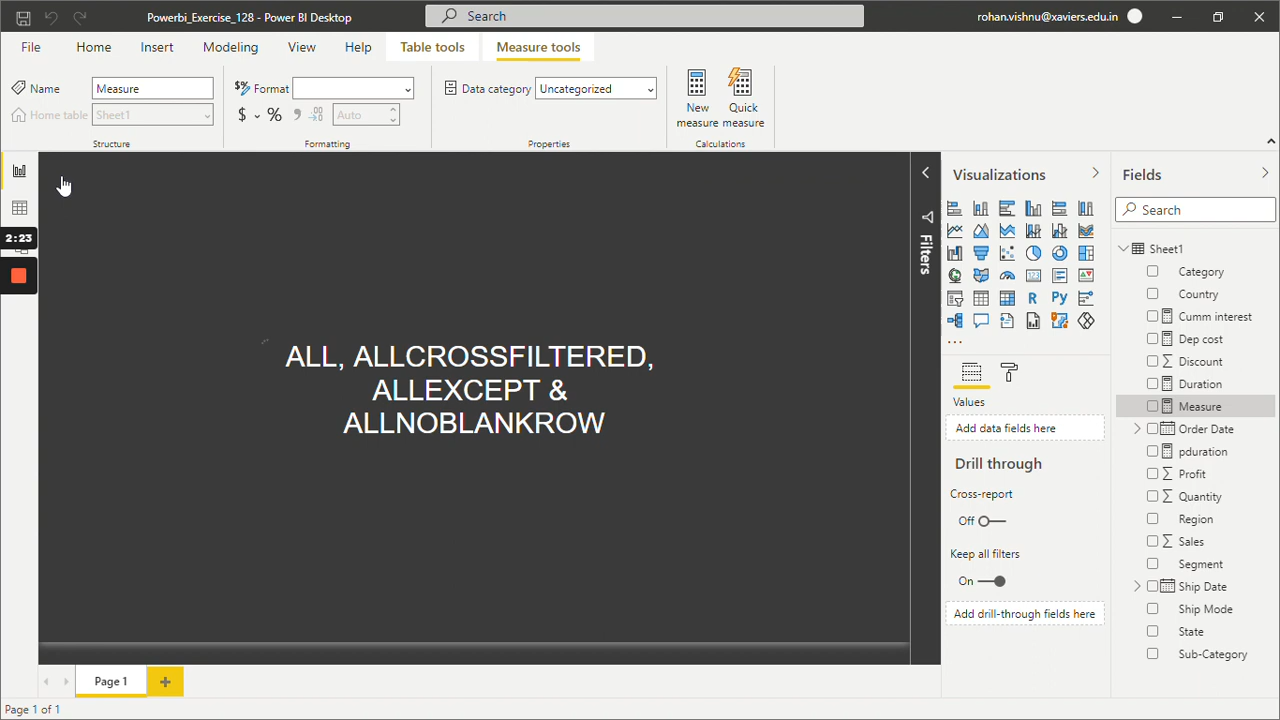 Powerbi_Exercise_128 - Power BI Desktop
Search
rohan.vishnu@xaviers.edu.in
File
Home
Insert
Modeling
View
Help
Table tools
Measure tools
Name
Measure
Home table
Sheet1
Structure
Format
$
%
Auto
Formatting
Data category
Uncategorized
Properties
New
measure
Quick
measure
Calculations
2:23
ALL, ALLCROSSFILTERED,
ALLEXCEPT &
ALLNOBLANKROW
Filters
Visualizations
R
Py
Values
Add data fields here
Drill through
Cross-report
Off
Keep all filters
On
Add drill-through fields here
Fields
Search
Sheet1
Category
Country
Cumm interest
Dep cost
Discount
Duration
Measure
Order Date
pduration
Profit
Quantity
Region
Sales
Segment
Ship Date
Ship Mode
State
Sub-Category
Page 1
Page 1 of 1